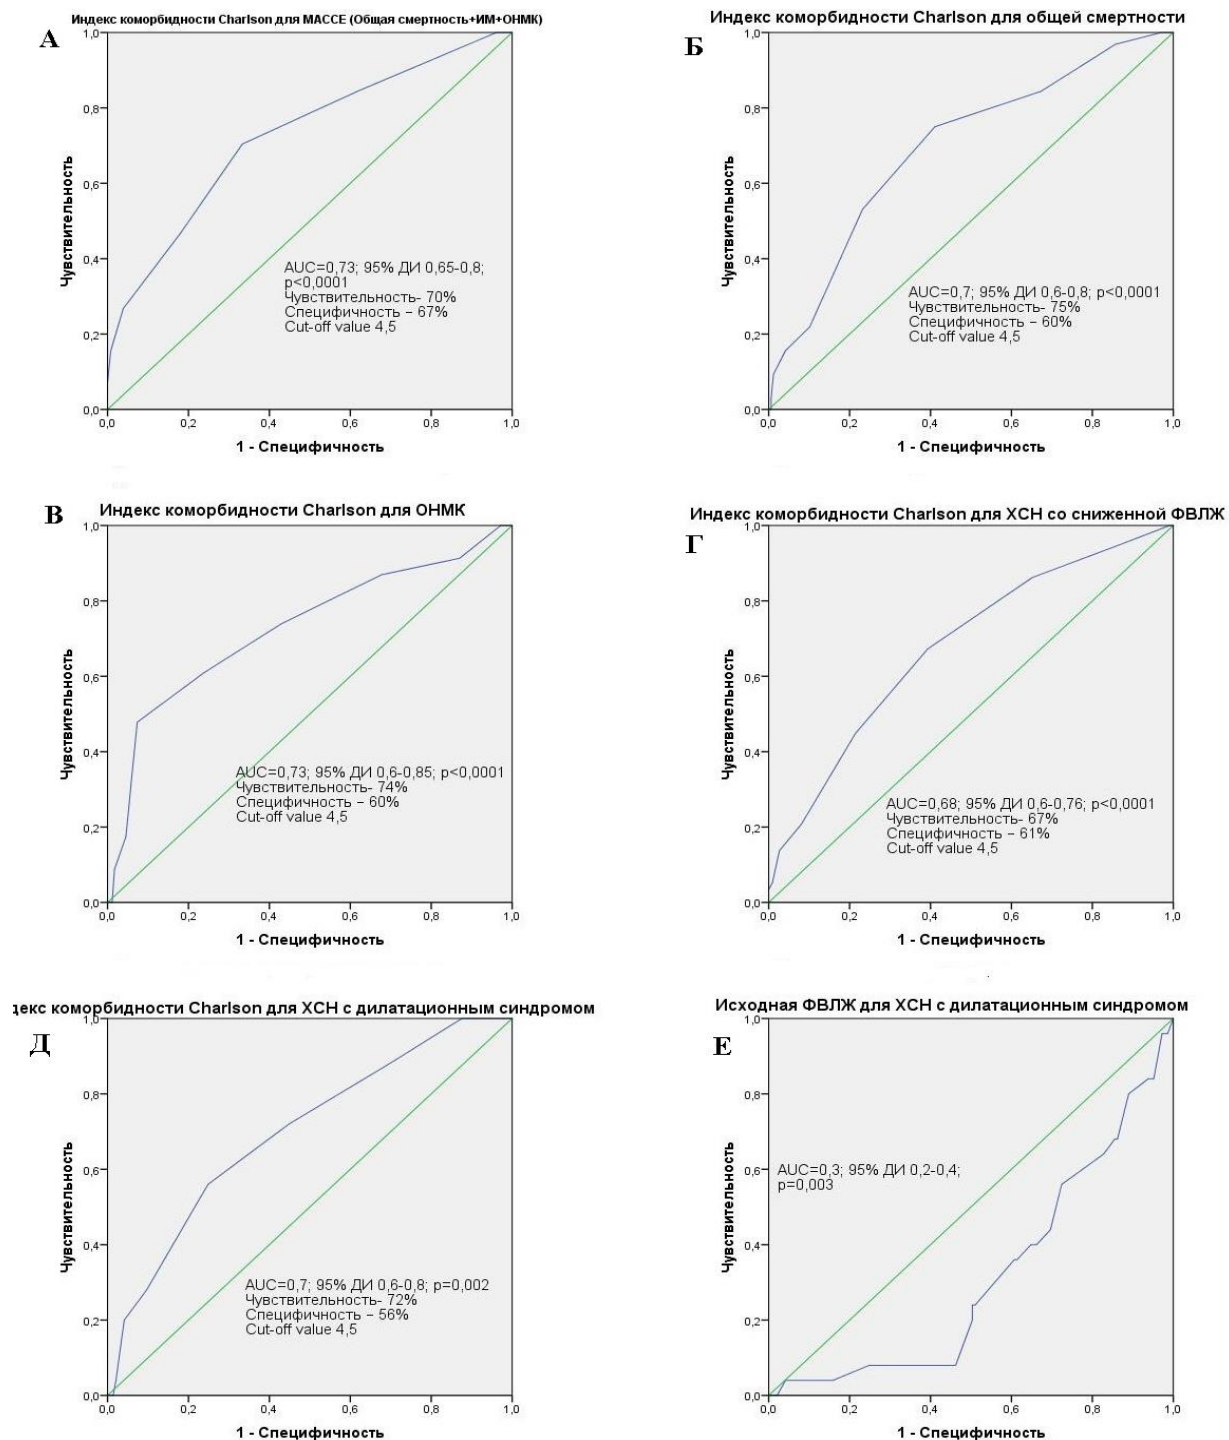 Индекс коморбидности Charlson для MACCE (Общая смертность+ИМ+ОНМК)
А
1,0
0,8
0,6
0,4
0,2
0,0
Чувствительность
AUC=0,73; 95% ДИ 0,65-0,8;
p<0,0001
Чувствительность- 70%
Специфичность – 67%
Cut-off value 4,5
0,0 0,2 0,4 0,6 0,8 1,0
1 - Специфичность
Индекс коморбидности Charlson для общей смертности
Б
1,0
0,8
0,6
0,4
0,2
0,0
Чувствительность
AUC=0,7; 95% ДИ 0,6-0,8; p<0,0001
Чувствительность- 75%
Специфичность – 60%
Cut-off value 4,5
0,0 0,2 0,4 0,6 0,8 1,0
1 - Специфичность
Индекс коморбидности Charlson для ОНМК
В
1,0
0,8
0,6
0,4
0,2
0,0
Чувствительность
AUC=0,73; 95% ДИ 0,6-0,85; p<0,0001
Чувствительность- 74%
Специфичность – 60%
Cut-off value 4,5
0,0 0,2 0,4 0,6 0,8 1,0
1 - Специфичность
Индекс коморбидности Charlson для ХСН со сниженной ФВЛЖ
Г
1,0
0,8
0,6
0,4
0,2
0,0
Чувствительность
AUC=0,68; 95% ДИ 0,6-0,76; p<0,0001
Чувствительность- 67%
Специфичность – 61%
Cut-off value 4,5
0,0 0,2 0,4 0,6 0,8 1,0
1 - Специфичность
декс коморбидности Charlson для ХСН с дилатационным синдромом
Д
1,0
0,8
0,6
0,4
0,2
0,0
Чувствительность
AUC=0,7; 95% ДИ 0,6-0,8; p=0,002
Чувствительность- 72%
Специфичность – 56%
Cut-off value 4,5
0,0 0,2 0,4 0,6 0,8 1,0
1 - Специфичность
Исходная ФВЛЖ для ХСН с дилатационным синдромом
Е
1,0
0,8
0,6
0,4
0,2
0,0
Чувствительность
AUC=0,3; 95% ДИ 0,2-0,4;
p=0,003
0,0 0,2 0,4 0,6 0,8 1,0
1 - Специфичность